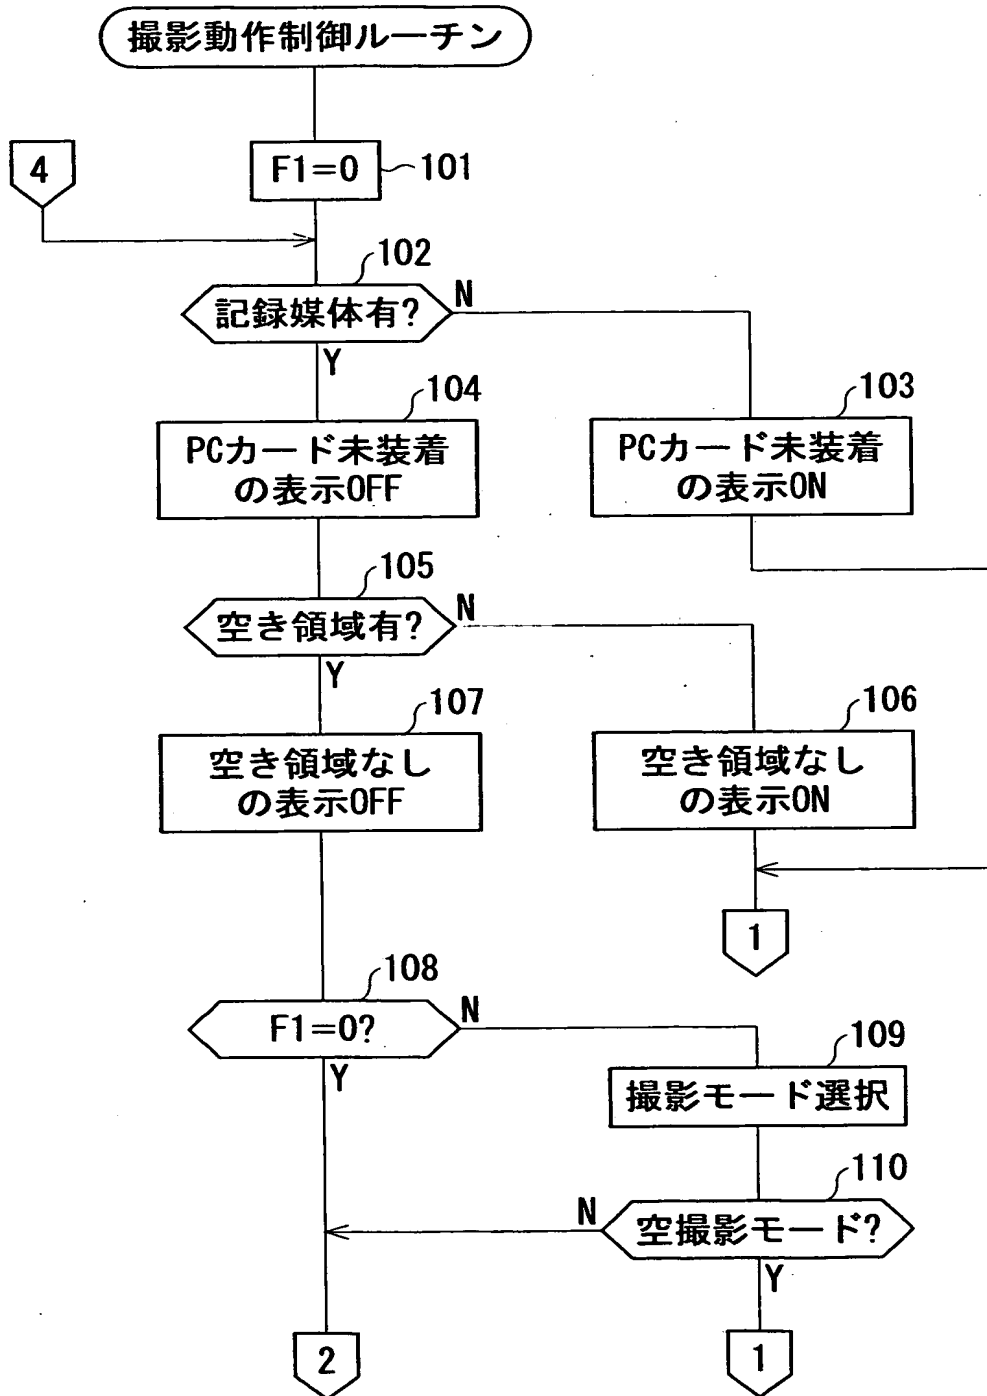 撮影動作制御ルーチン
4
F1=0
101
102
記録媒体有?
N
Y
104
PCカード未装着
の表示OFF
103
PCカード未装着
の表示ON
105
空き領域有?
N
Y
107
空き領域なし
の表示OFF
106
空き領域なし
の表示ON
1
108
F1=0?
N
Y
109
撮影モード選択
110
空撮影モード?
N
Y
2
1